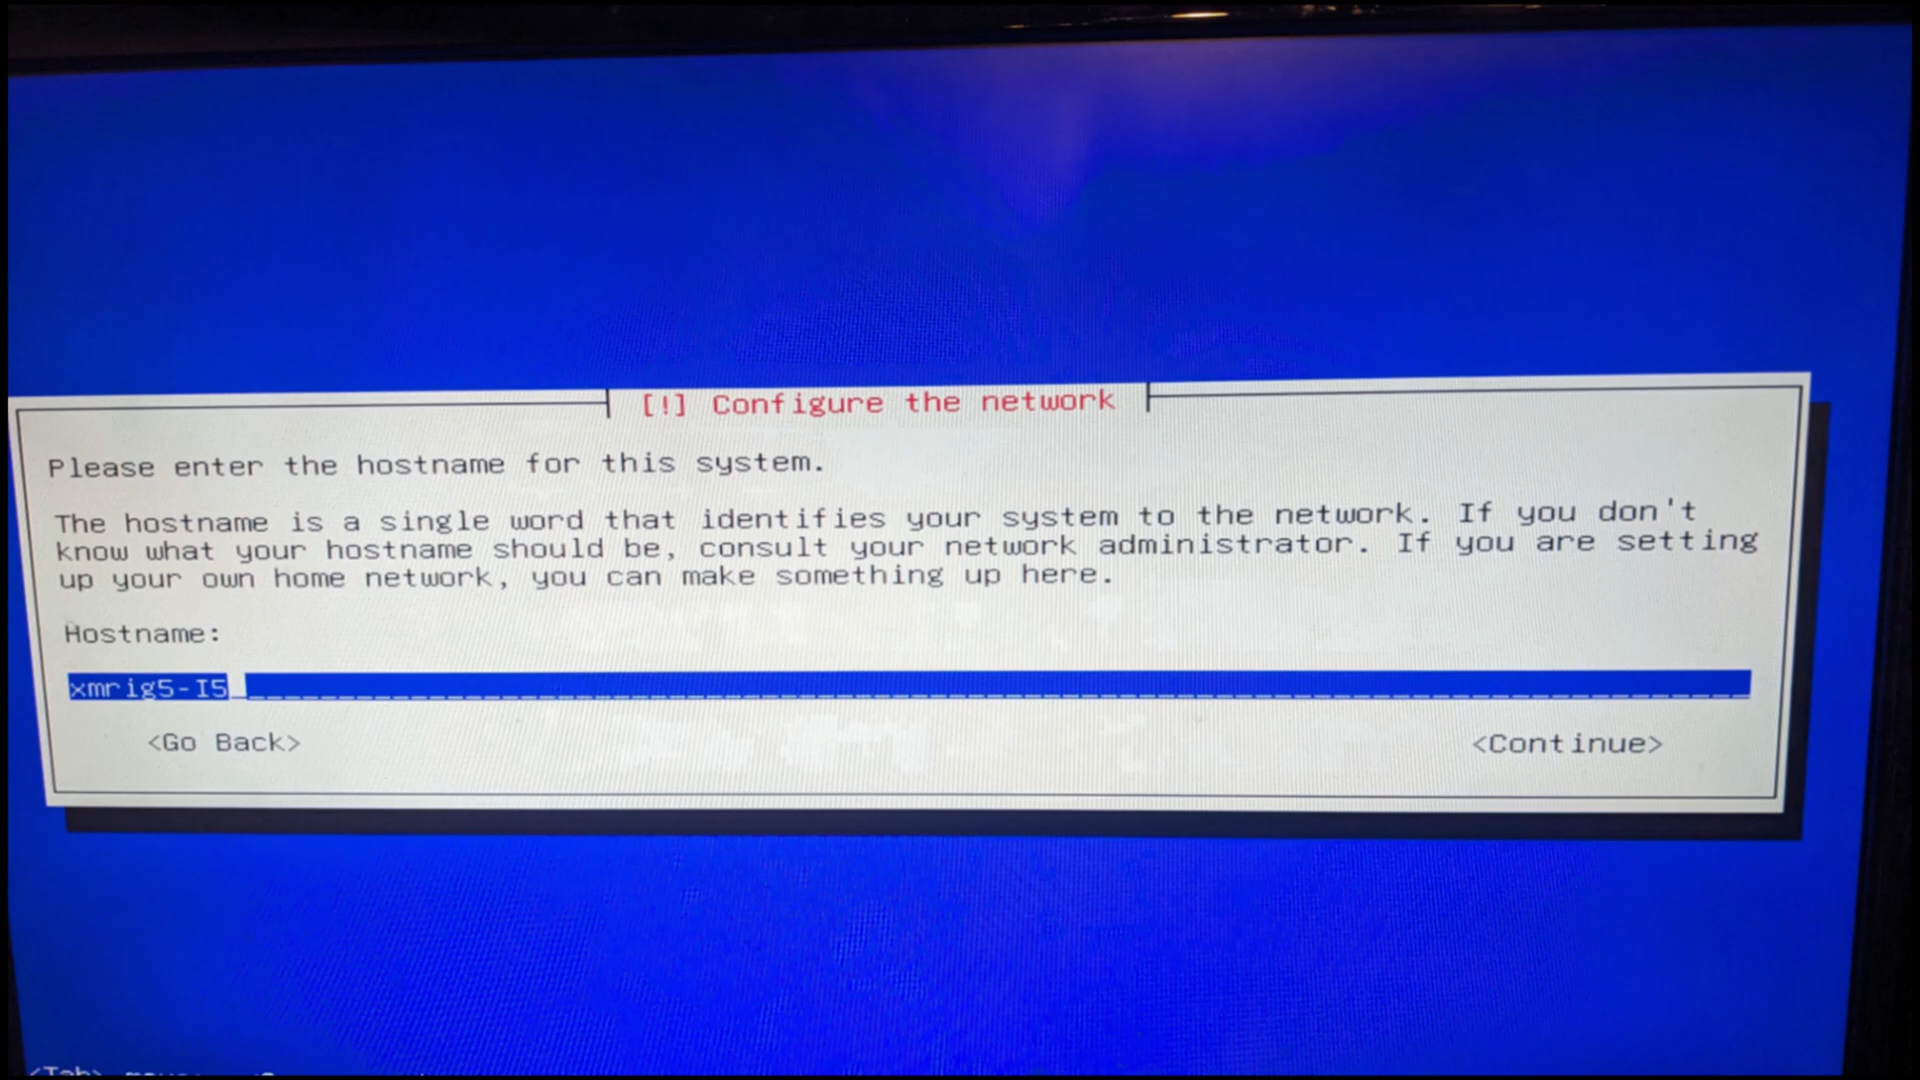 [!] Configure the network
Please enter the hostname for this system.
The hostname is a single word that identifies your system to the network. If you don't
know what your hostname should be, consult your network administrator. If you are setting
up your own home network, you can make something up here.
Hostname:
xmrig5-I5
<Go Back> <Continue>
<Tab>